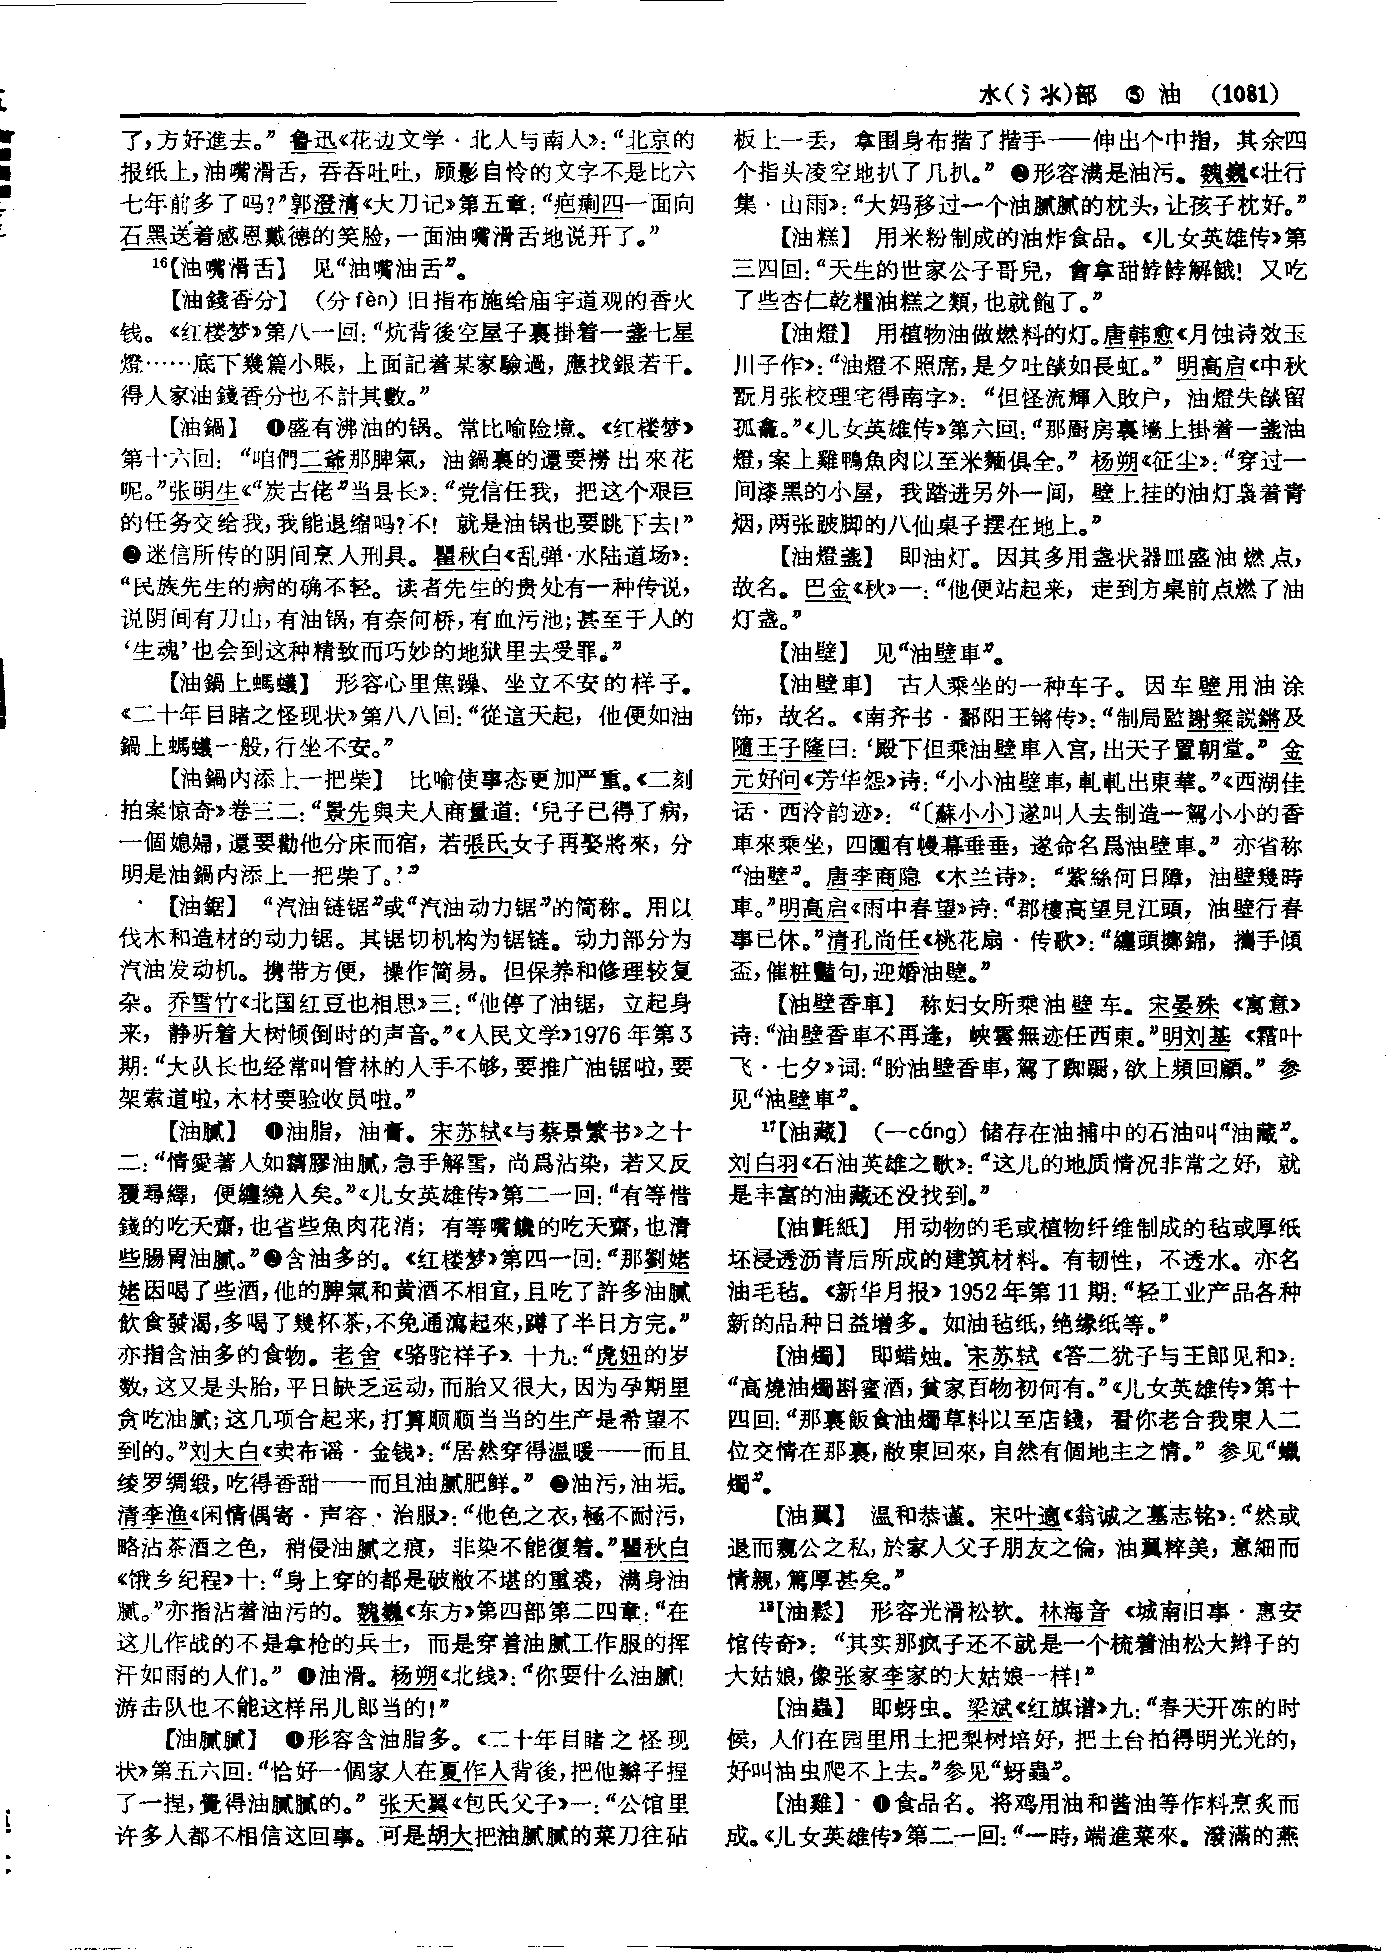 水(氵氺)部 ⑤ 油 (1081)
了,方好進去。”鲁迅《花边文学·北人与南人》：“北京的
报纸上,油嘴滑舌，吞吞吐吐，顾影自怜的文字不是比六
七年前多了吗?”郭澄清《大刀记》第五章：“疤瘌四一面向
石黑送着感恩戴德的笑脸,一面油嘴滑舌地说开了。”
16【油嘴滑舌】 见“油嘴油舌”。
【油錢香分】 （分fèn）旧指布施给庙宇道观的香火
钱。《红楼梦》第八一回：“炕背後空屋子裏掛着一盞七星
燈……底下幾篇小賬，上面記着某家驗過，應找銀若干。
得人家油錢香分也不計其數。”
【油鍋】 ❶盛有沸油的锅。常比喻险境。《红楼梦》
第十六回：“咱們二爺那脾氣，油鍋裏的還要撈出來花
呢。”张明生《“炭古佬”当县长》：“党信任我，把这个艰巨
的任务交给我,我能退缩吗?不！就是油锅也要跳下去!”
❷迷信所传的阴间烹人刑具。瞿秋白《乱弹·水陆道场》：
“民族先生的病的确不轻。读者先生的贵处有一种传说，
说阴间有刀山,有油锅,有奈何桥,有血污池;甚至于人的
‘生魂’也会到这种精致而巧妙的地狱里去受罪。”
【油鍋上螞蟻】 形容心里焦躁、坐立不安的样子。
《二十年目睹之怪现状》第八八回：“從這天起，他便如油
鍋上螞蟻一般,行坐不安。”
【油鍋内添上一把柴】 比喻使事态更加严重。《二刻
拍案惊奇》卷三二：“景先與夫人商量道：‘兒子已得了病，
一個媳婦,還要勸他分床而宿，若張氏女子再娶將來，分
明是油鍋内添上一把柴了。’”
【油鋸】 “汽油链锯”或“汽油动力锯”的简称。用以
伐木和造材的动力锯。其锯切机构为锯链。动力部分为
汽油发动机。携带方便，操作简易。但保养和修理较复
杂。乔雪竹《北国红豆也相思》三：“他停了油锯，立起身
来，静听着大树倾倒时的声音。”《人民文学》1976年第3
期：“大队长也经常叫管林的人手不够,要推广油锯啦,要
架索道啦,木材要验收员啦。”
【油膩】 ❶油脂，油膏。宋苏轼《与蔡景繁书》之十
二：“情愛著人如黐膠油膩,急手解雪，尚爲沾染，若又反
覆尋繹，便纏繞人矣。”《儿女英雄传》第二一回：“有等惜
錢的吃天齋,也省些魚肉花消；有等嘴饞的吃天齋,也清
些腸胃油膩。”❷含油多的。《红楼梦》第四一回：“那劉姥
姥因喝了些酒,他的脾氣和黄酒不相宜,且吃了許多油膩
飲食發渴,多喝了幾杯茶,不免通瀉起來,蹲了半日方完。”
亦指含油多的食物。老舍《骆驼祥子》十九：“虎妞的岁
数,这又是头胎,平日缺乏运动,而胎又很大,因为孕期里
贪吃油腻;这几项合起来,打算顺顺当当的生产是希望不
到的。”刘大白《卖布谣·金钱》：“居然穿得温暖——而且
绫罗绸缎,吃得香甜——而且油腻肥鲜。”❸油污,油垢。
清李渔《闲情偶寄·声容·治服》：“他色之衣,極不耐污，
略沾茶酒之色，稍侵油膩之痕，非染不能復着。”瞿秋白
《饿乡纪程》十：“身上穿的都是破敝不堪的重裘，满身油
腻。”亦指沾着油污的。魏巍《东方》第四部第二四章：“在
这儿作战的不是拿枪的兵士，而是穿着油腻工作服的挥
汗如雨的人们。”❹油滑。杨朔《北线》：“你耍什么油腻!
游击队也不能这样吊儿郎当的!”
【油膩膩】 ❶形容含油脂多。《二十年目睹之怪现
状》第五六回：“恰好一個家人在夏作人背後,把他辮子捏
了一捏,覺得油膩膩的。”张天翼《包氏父子》一：“公馆里
许多人都不相信这回事。可是胡大把油腻腻的菜刀往砧
板上一丢，拿围身布揩了揩手——伸出个中指，其余四
个指头凌空地扒了几扒。”❷形容满是油污。魏巍《壮行
集·山雨》：“大妈移过一个油腻腻的枕头,让孩子枕好。”
【油糕】 用米粉制成的油炸食品。《儿女英雄传》第
三四回：“天生的世家公子哥兒，會拿甜餑餑解餓！又吃
了些杏仁乾糧油糕之類,也就飽了。”
【油燈】 用植物油做燃料的灯。唐韩愈《月蚀诗效玉
川子作》：“油燈不照席,是夕吐燄如長虹。”明高启《中秋
翫月张校理宅得南字》：“但怪流輝入敗户，油燈失燄留
孤龕。”《儿女英雄传》第六回：“那厨房裏墙上掛着一盞油
燈,案上雞鴨魚肉以至米麵俱全。”杨朔《征尘》：“穿过一
间漆黑的小屋，我踏进另外一间，壁上挂的油灯袅着青
烟,两张跛脚的八仙桌子摆在地上。”
【油燈盞】 即油灯。因其多用盏状器皿盛油燃点，
故名。巴金《秋》一：“他便站起来，走到方桌前点燃了油
灯盏。”
【油壁】 见“油壁車”。
【油壁車】 古人乘坐的一种车子。因车壁用油涂
饰，故名。《南齐书·鄱阳王锵传》：“制局監謝粲説鏘及
隨王子隆曰：‘殿下但乘油壁車入宫,出天子置朝堂。”金
元好问《芳华怨》诗：“小小油壁車,軋軋出東華。”《西湖佳
话·西泠韵迹》：“〔蘇小小〕遂叫人去制造一駕小小的香
車來乘坐，四圍有幔幕垂垂，遂命名爲油壁車。”亦省称
“油壁”。唐李商隐《木兰诗》：“紫絲何日障，油壁幾時
車。”明高启《雨中春望》诗：“郡樓高望見江頭，油壁行春
事已休。”清孔尚任《桃花扇·传歌》：“纏頭擲錦，攜手傾
盃,催粧豔句,迎婚油壁。”
【油壁香車】 称妇女所乘油壁车。宋晏殊《寓意》
诗：“油壁香車不再逢，峽雲無迹任西東。”明刘基《霜叶
飞·七夕》词：“盼油壁香車,駕了踟蹰,欲上頻回顧。”参
见“油壁車”。
17【油藏】 （—cáng）储存在油捕中的石油叫“油藏”。
刘白羽《石油英雄之歌》：“这儿的地质情况非常之好，就
是丰富的油藏还没找到。”
【油氈紙】 用动物的毛或植物纤维制成的毡或厚纸
坯浸透沥青后所成的建筑材料。有韧性，不透水。亦名
油毛毡。《新华月报》1952年第11期：“轻工业产品各种
新的品种日益增多。如油毡纸,绝缘纸等。”
【油燭】 即蜡烛。宋苏轼《答二犹子与王郎见和》：
“高燒油燭斟蜜酒,貧家百物初何有。”《儿女英雄传》第十
四回：“那裏飯食油燭草料以至店錢，看你老合我東人二
位交情在那裏,敝東回來,自然有個地主之情。”参见“蠟
燭”。
【油翼】 温和恭谨。宋叶適《翁诚之墓志铭》：“然或
退而窺公之私,於家人父子朋友之倫，油翼粹美，意細而
情親,篤厚甚矣。”
18【油鬆】 形容光滑松软。林海音《城南旧事·惠安
馆传奇》：“其实那疯子还不就是一个梳着油松大辫子的
大姑娘,像张家李家的大姑娘一样!”
【油蟲】 即蚜虫。梁斌《红旗谱》九：“春天开冻的时
候，人们在园里用土把梨树培好，把土台拍得明光光的，
好叫油虫爬不上去。”参见“蚜蟲”。
【油雞】 ❶食品名。将鸡用油和酱油等作料烹炙而
成。《儿女英雄传》第二一回：“一時,端進菜來。潑滿的燕